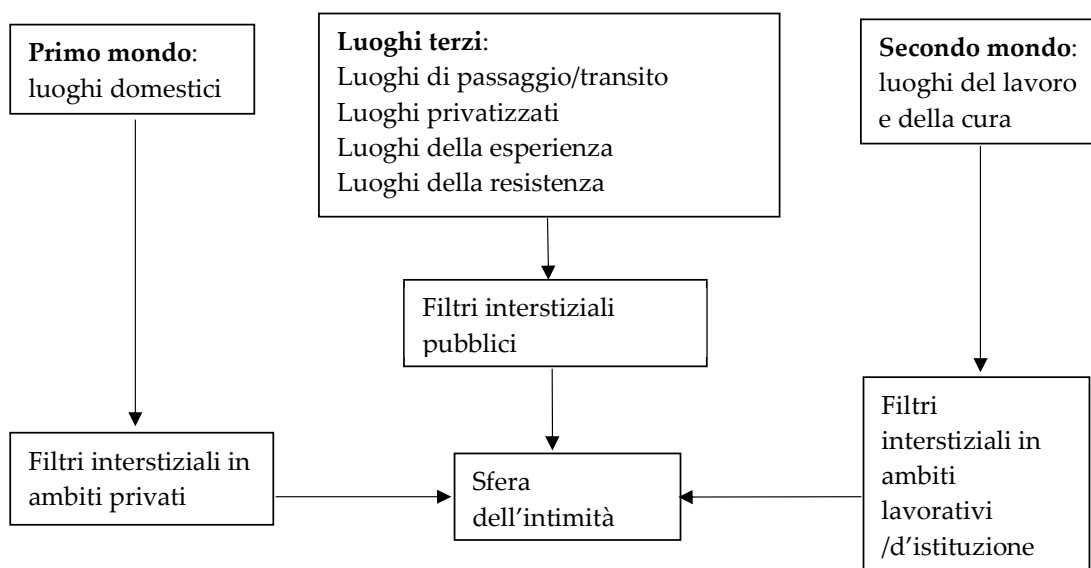 Primo mondo:
luoghi domestici
Luoghi terzi:
Luoghi di passaggio/transito
Luoghi privatizzati
Luoghi della esperienza
Luoghi della resistenza
Secondo mondo:
luoghi del lavoro
e della cura
Filtri interstiziali
pubblici
Filtri interstiziali in
ambiti privati
Sfera
dell’intimità
Filtri
interstiziali in
ambiti
lavorativi
/d’istituzione